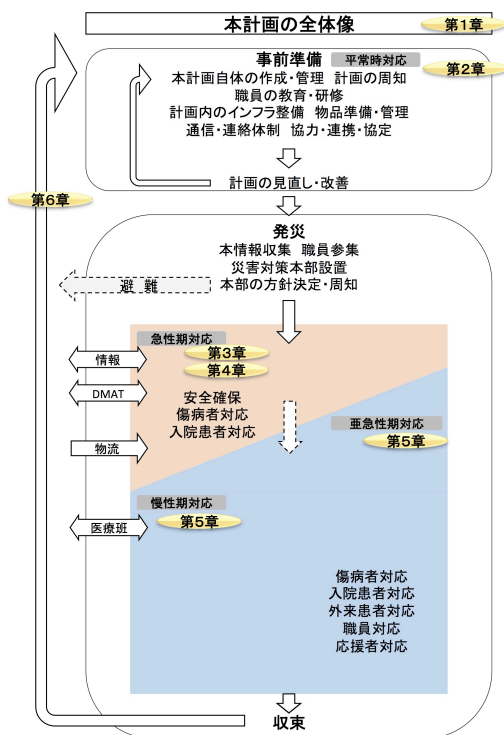 本計画の全体像 第1章
事前準備 平常時対応 第2章
本計画自体の作成・管理 計画の周知
職員の教育・研修
計画内のインフラ整備 物品準備・管理
通信・連絡体制 協力・連携・協定
計画の見直し・改善
第6章
発災
本情報収集 職員参集
災害対策本部設置
本部の方針決定・周知
避 難
急性期対応
第3章
第4章
情報
DMAT
安全確保
傷病者対応
入院患者対応
亜急性期対応
第5章
物流
慢性期対応
第5章
医療班
傷病者対応
入院患者対応
外来患者対応
職員対応
応援者対応
収束